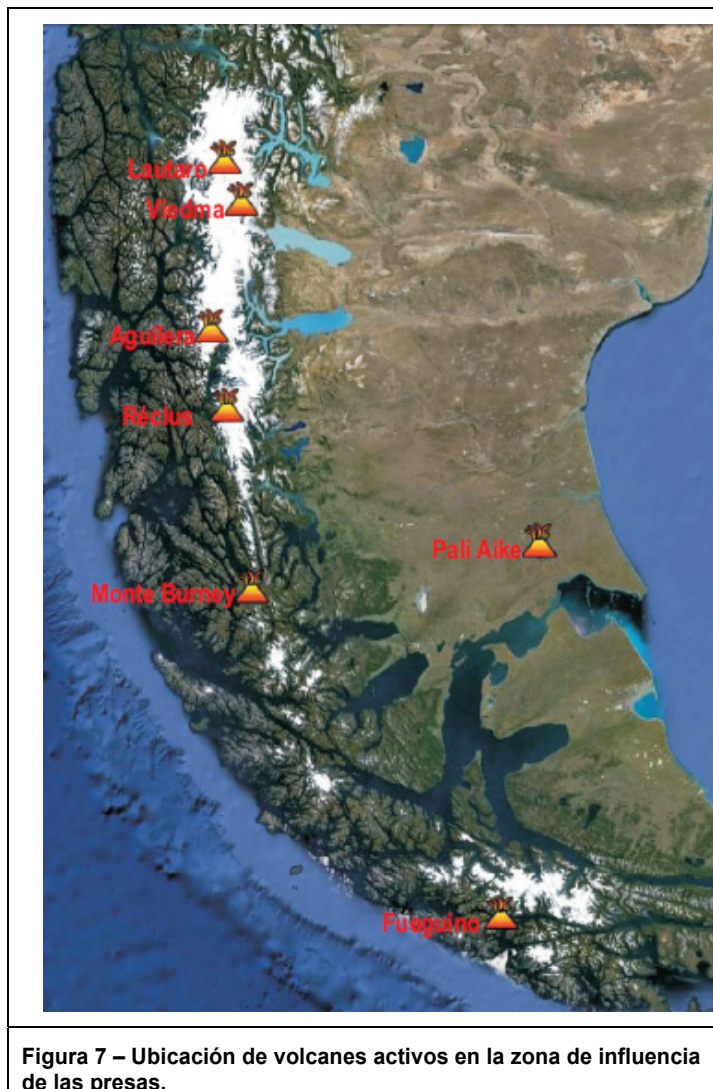 Lautaro
Viedma
Aguilera
Réclus
Pali Aike
Monte Burney
Fueguino
Figura 7 – Ubicación de volcanes activos en la zona de influencia
de las presas.